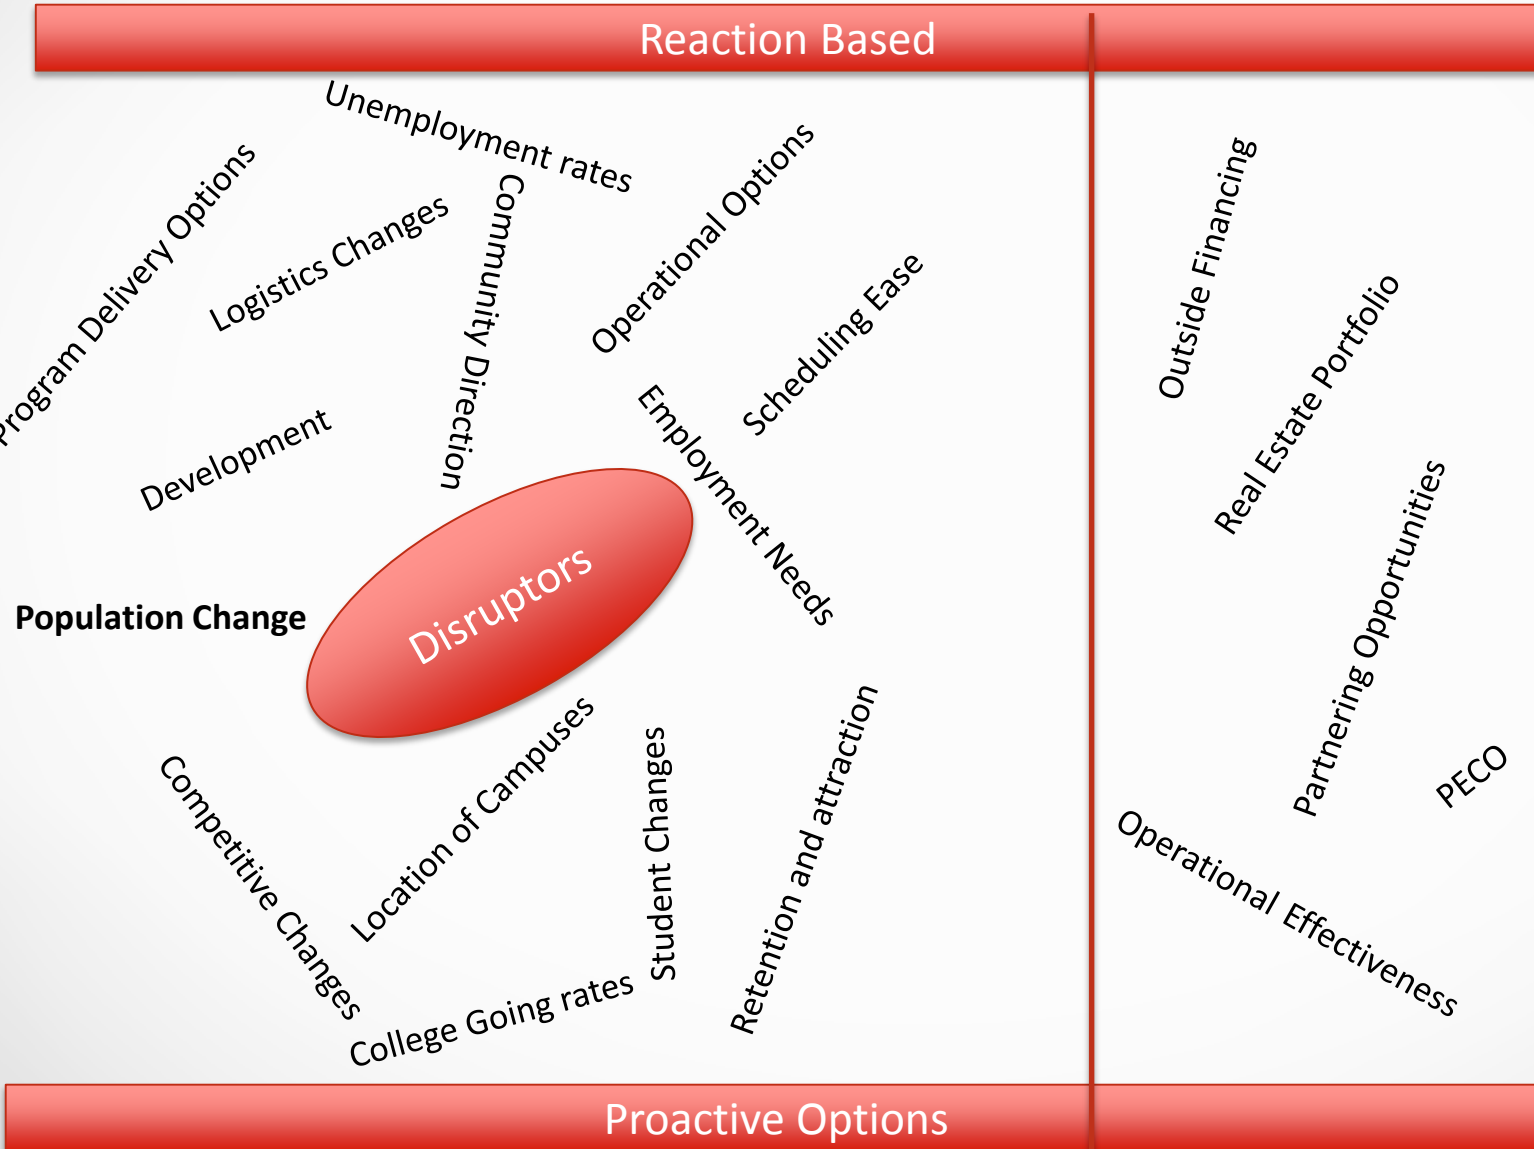 Reaction Based
Unemployment rates
Program Delivery Options
Logistics Changes
Community Direction
Operational Options
Scheduling Ease
Outside Financing
Real Estate Portfolio
Development
Employment Needs
Disruptors
Population Change
Partnering Opportunities
PECO
Competitive Changes
Location of Campuses
Student Changes
Retention and attraction
Operational Effectiveness
College Going rates
Proactive Options